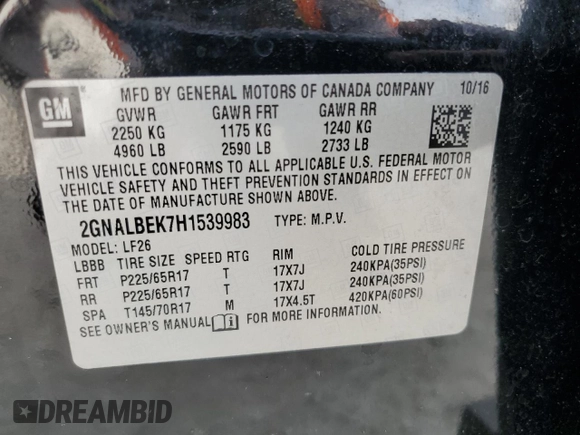 GM
MFD BY GENERAL MOTORS OF CANADA COMPANY 10/16
GVWR GAWR FRT GAWR RR
2250 KG 1175 KG 1240 KG
4960 LB 2590 LB 2733 LB
THIS VEHICLE CONFORMS TO ALL APPLICABLE U.S. FEDERAL MOTOR
VEHICLE SAFETY AND THEFT PREVENTION STANDARDS IN EFFECT ON
THE DATE OF MANUFACTURE SHOWN ABOVE.
2GNALBEK7H1539983 TYPE: M.P.V.
MODEL: LF26
LBBB TIRE SIZE SPEED RTG RIM COLD TIRE PRESSURE
FRT P225/65R17 T 17X7J 240KPA(35PSI)
RR P225/65R17 T 17X7J 240KPA(35PSI)
SPA T145/70R17 M 17X4.5T 420KPA(60PSI)
SEE OWNER'S MANUAL FOR MORE INFORMATION.
DREAMBID